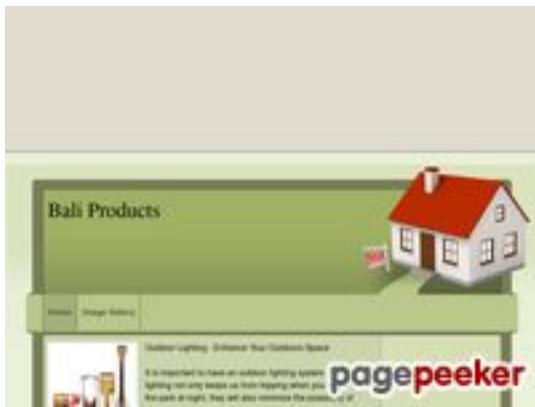 Bali Products
Home Image Gallery
Outdoor Lighting: Enhance Your Outdoors Space
It is important to have an outdoor lighting system
lighting not only keeps us from tripping when you
the park at night, they will also minimize the possibility of
pagepeeker